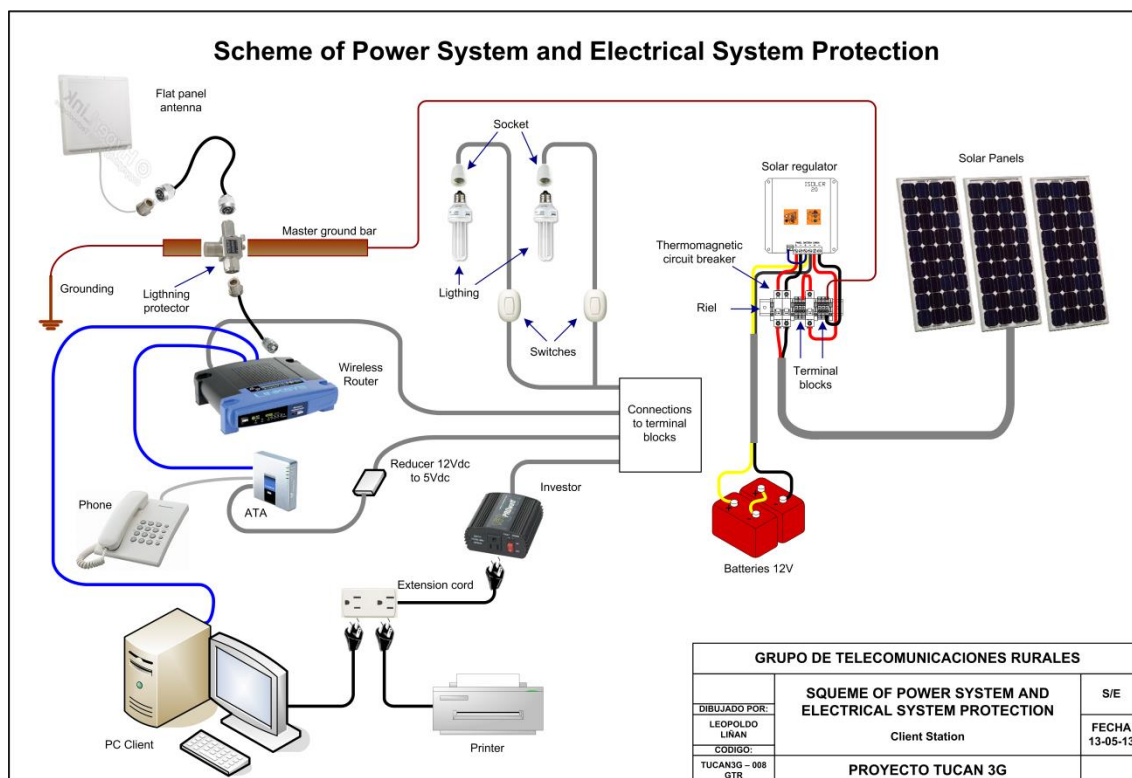 Scheme of Power System and Electrical System Protection
Flat panel
antenna
Socket
Solar regulator
Solar Panels
ISOLER
20
Master ground bar
Thermomagnetic
circuit breaker
Grounding
Ligthning
protector
Ligthing
Riel
Switches
Terminal
blocks
Wireless
Router
Connections
to terminal
blocks
Reducer 12Vdc
to 5Vdc
Investor
Phone
ATA
Batteries 12V
Extension cord
PC Client
Printer
GRUPO DE TELECOMUNICACIONES RURALES
DIBUJADO POR:
LEOPOLDO
LIÑAN
CODIGO:
TUCAN3G – 008
GTR
SQUEME OF POWER SYSTEM AND
ELECTRICAL SYSTEM PROTECTION
Client Station
S/E
FECHA
13-05-13
PROYECTO TUCAN 3G